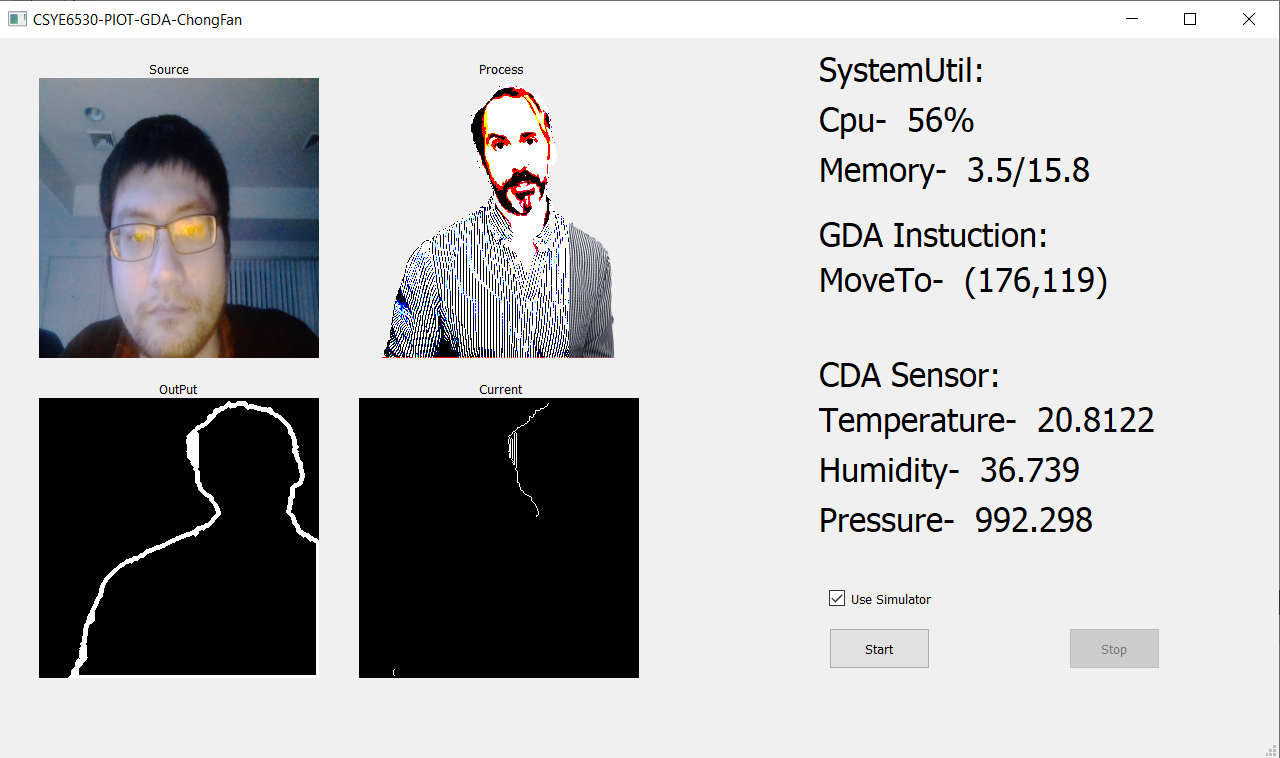 CSYE6530-PIOT-GDA-ChongFan
Source
Process
OutPut
Current
SystemUtil:
Cpu- 56%
Memory- 3.5/15.8
GDA Instuction:
MoveTo- (176,119)
CDA Sensor:
Temperature- 20.8122
Humidity- 36.739
Pressure- 992.298
Use Simulator
Start
Stop